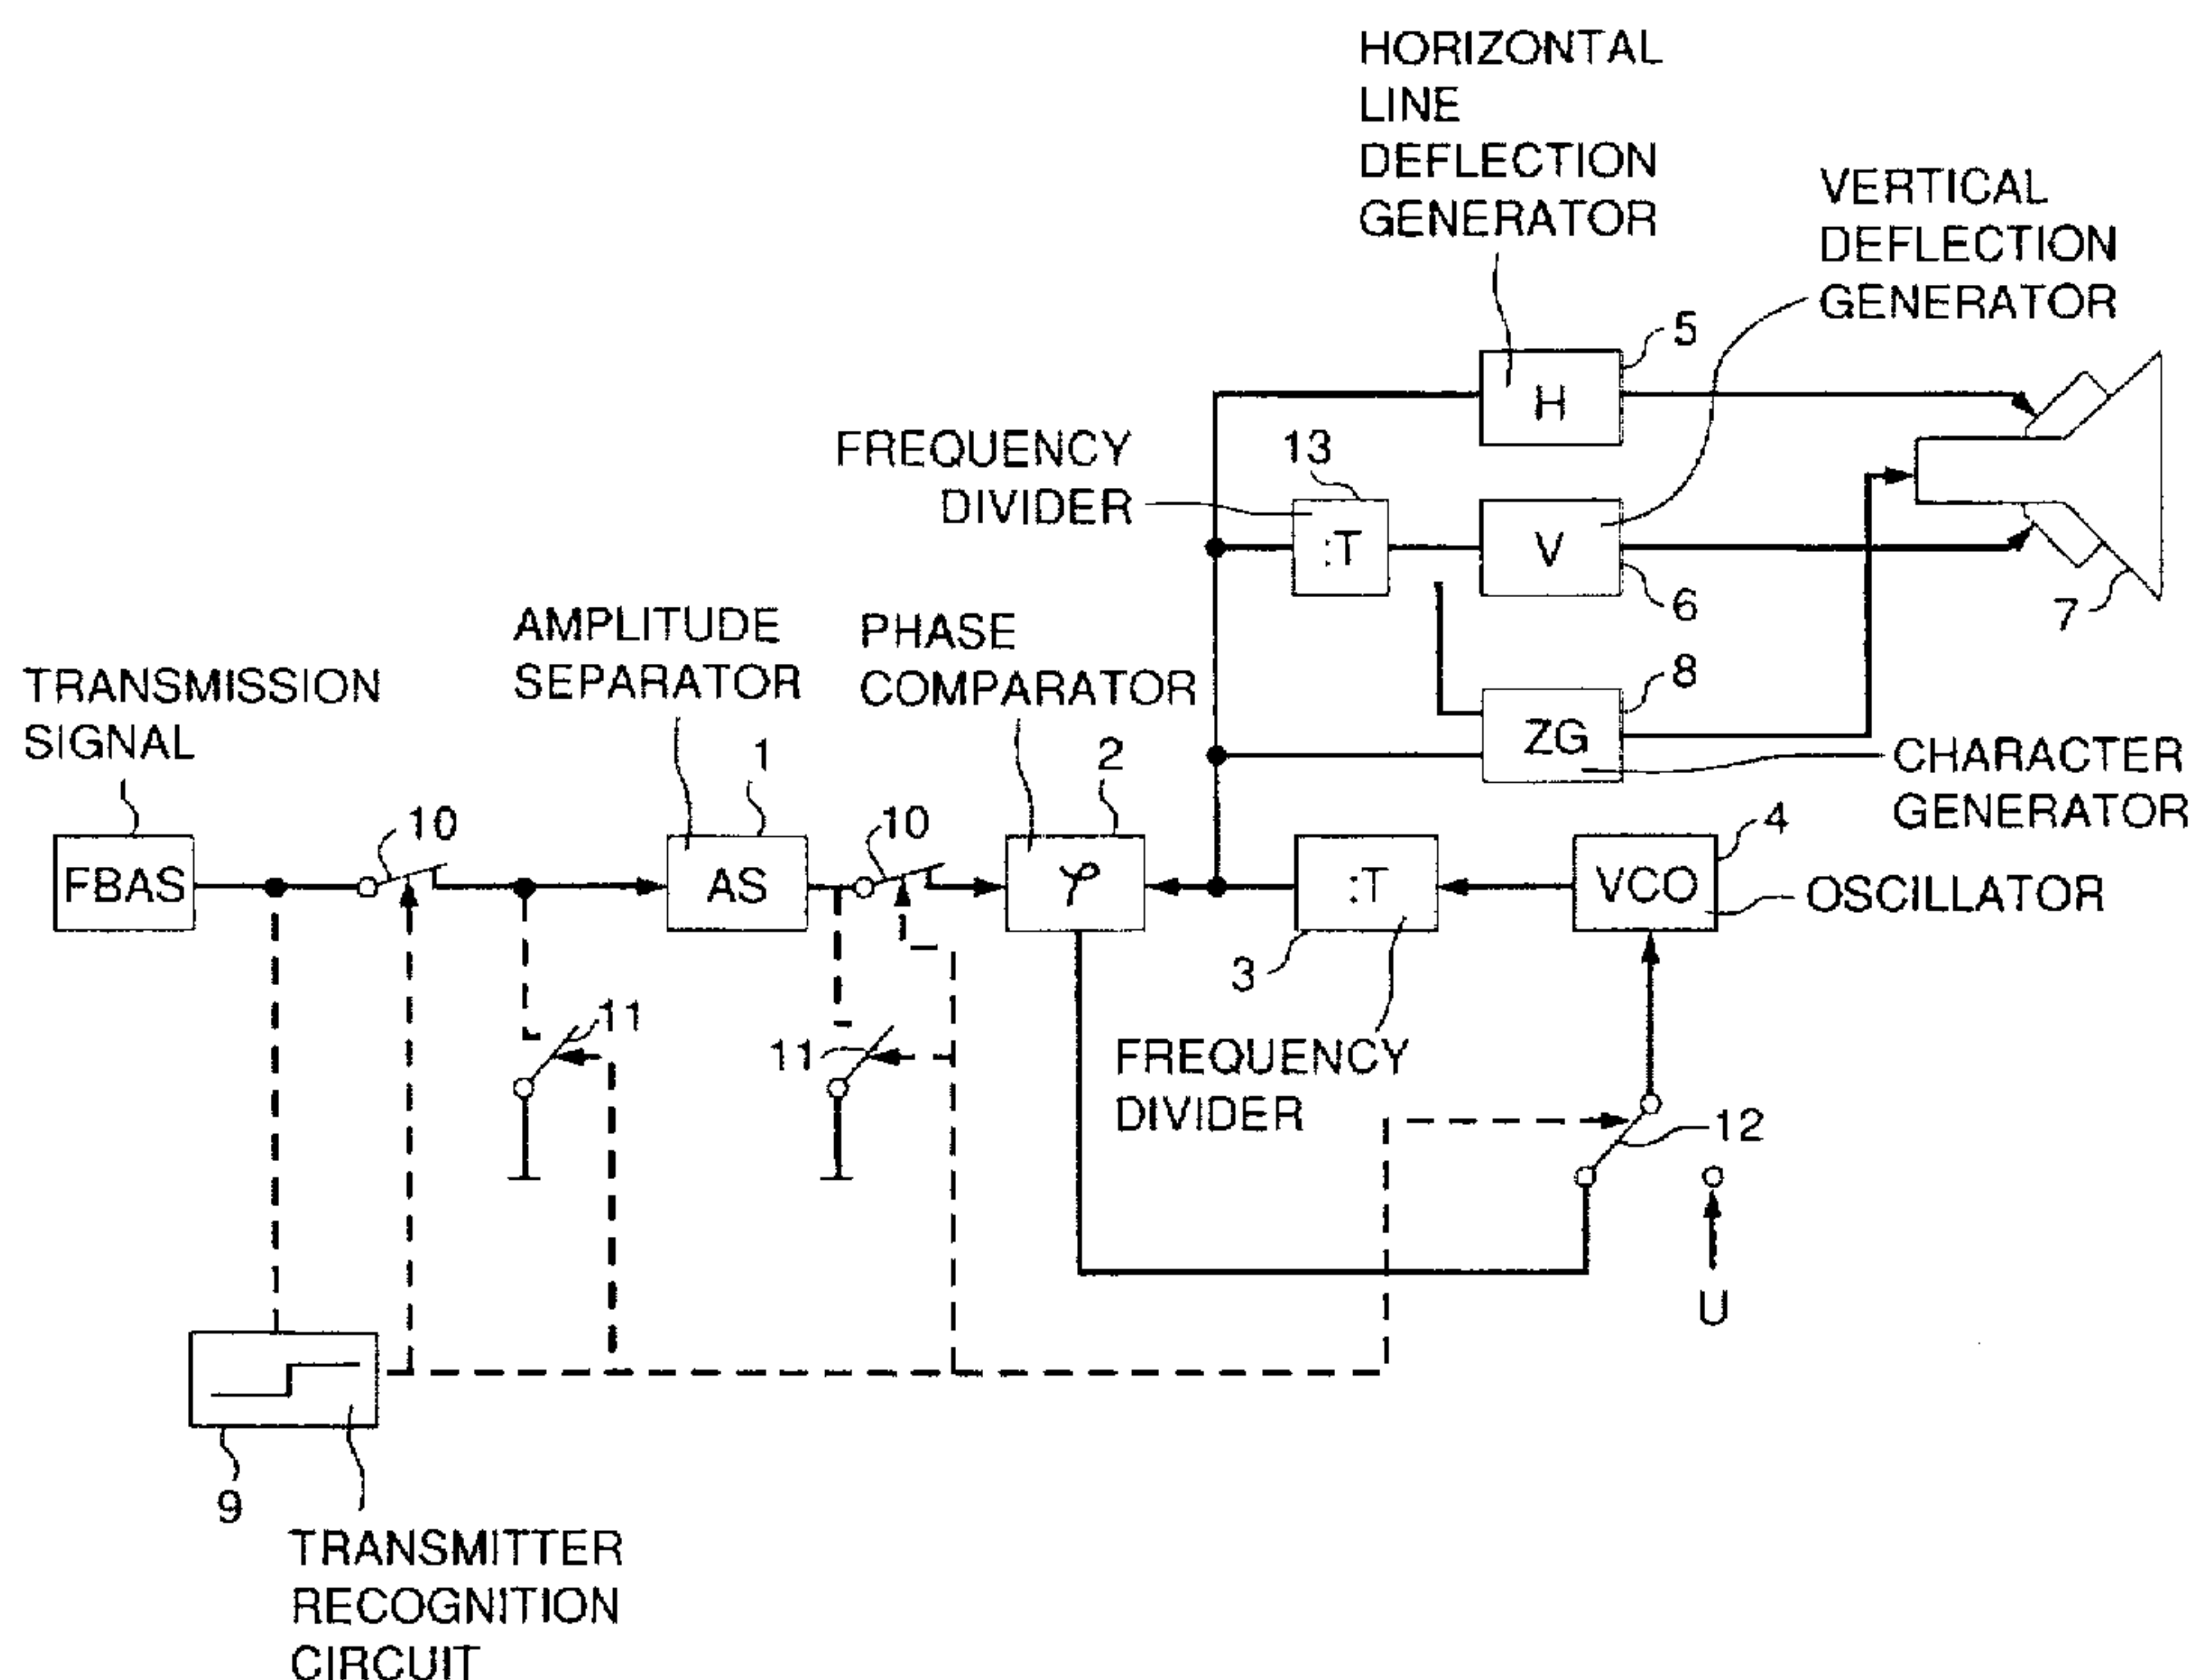 HORIZONTAL
LINE
DEFLECTION
GENERATOR
VERTICAL
DEFLECTION
GENERATOR
5
H
FREQUENCY
DIVIDER
13
:T
V
6
7
AMPLITUDE
SEPARATOR
PHASE
COMPARATOR
TRANSMISSION
SIGNAL
8
ZG
CHARACTER
GENERATOR
1
2
10
10
4
FBAS
AS
φ
:T
VCO
OSCILLATOR
3
11
11
FREQUENCY
DIVIDER
12
U
9
TRANSMITTER
RECOGNITION
CIRCUIT